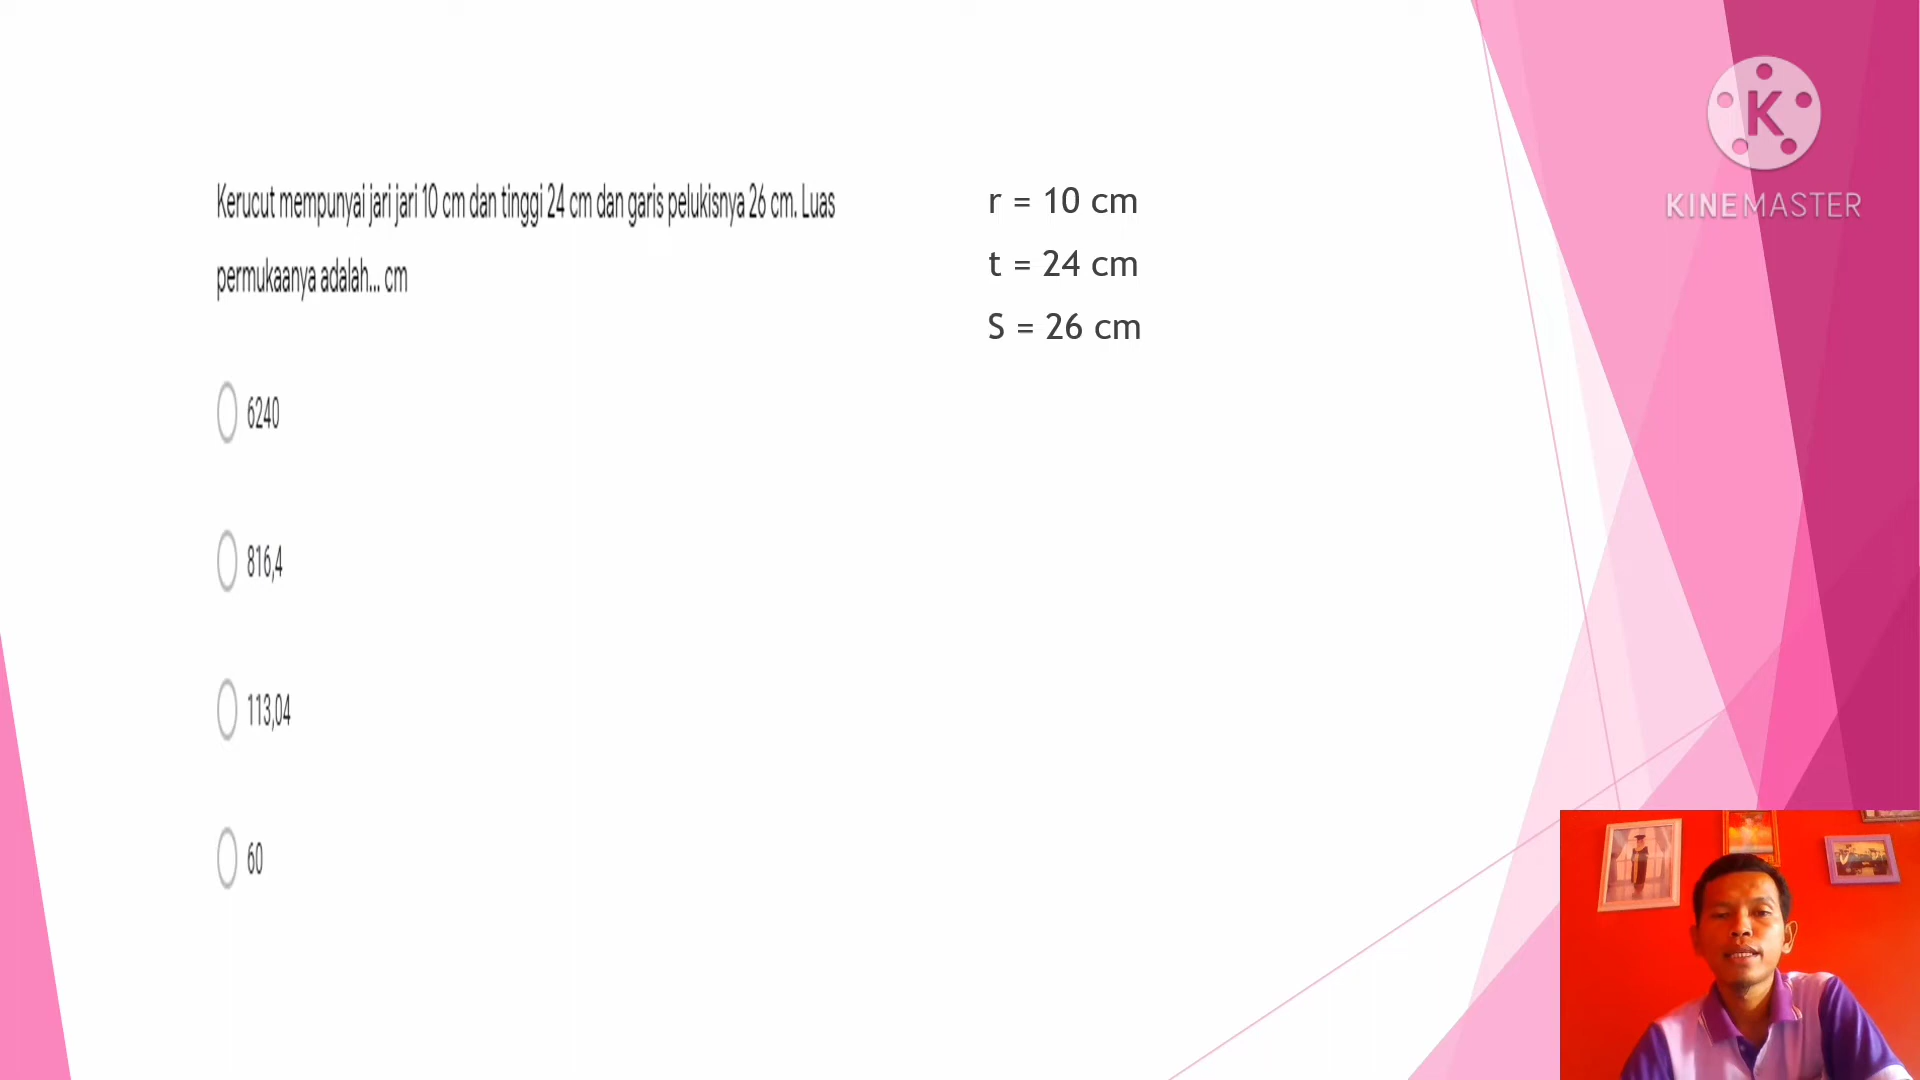 Kerucut mempunyai jari jari 10 cm dan tinggi 24 cm dan garis pelukisnya 26 cm. Luas
permukaanya adalah... cm
6240
816,4
113,04
60
r = 10 cm
t = 24 cm
S = 26 cm
K
KINEMASTER